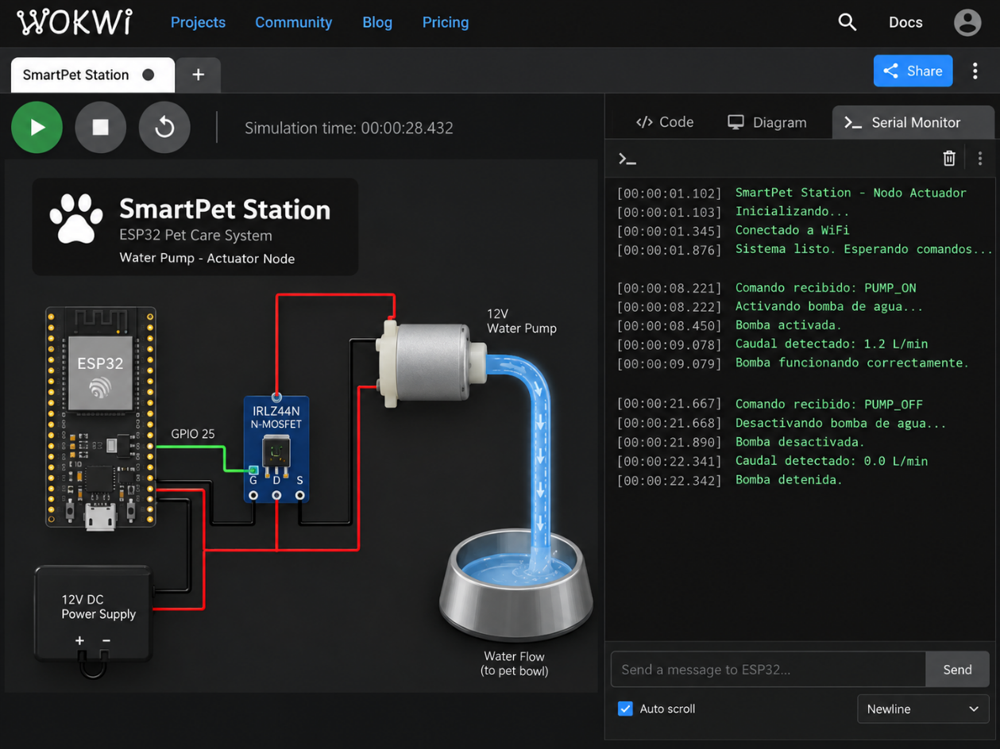 WOKWi
Projects Community Blog Pricing Docs
SmartPet Station
+
Share
Simulation time: 00:00:28.432
</> Code
Diagram
>_ Serial Monitor
>_
SmartPet Station
ESP32 Pet Care System
Water Pump - Actuator Node
ESP32
GPIO 25
IRLZ44N
N-MOSFET
G D S
12V
Water Pump
12V DC
Power Supply
+ −
Water Flow
(to pet bowl)
[00:00:01.102] SmartPet Station - Nodo Actuador
[00:00:01.103] Inicializando...
[00:00:01.345] Conectado a WiFi
[00:00:01.876] Sistema listo. Esperando comandos...
[00:00:08.221] Comando recibido: PUMP_ON
[00:00:08.222] Activando bomba de agua...
[00:00:08.450] Bomba activada.
[00:00:09.078] Caudal detectado: 1.2 L/min
[00:00:09.079] Bomba funcionando correctamente.
[00:00:21.667] Comando recibido: PUMP_OFF
[00:00:21.668] Desactivando bomba de agua...
[00:00:21.890] Bomba desactivada.
[00:00:22.341] Caudal detectado: 0.0 L/min
[00:00:22.342] Bomba detenida.
Send a message to ESP32...
Send
Auto scroll
Newline